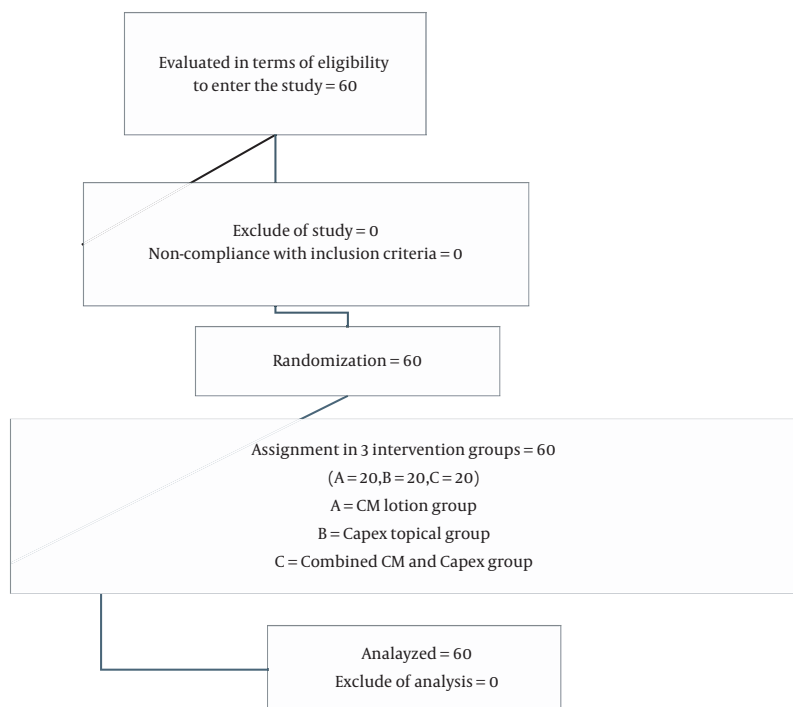 Evaluated in terms of eligibility
to enter the study = 60
Exclude of study = 0
Non-compliance with inclusion criteria = 0
Randomization = 60
Assignment in 3 intervention groups = 60
(A = 20,B = 20,C = 20)
A = CM lotion group
B = Capex topical group
C = Combined CM and Capex group
Analayzed = 60
Exclude of analysis = 0